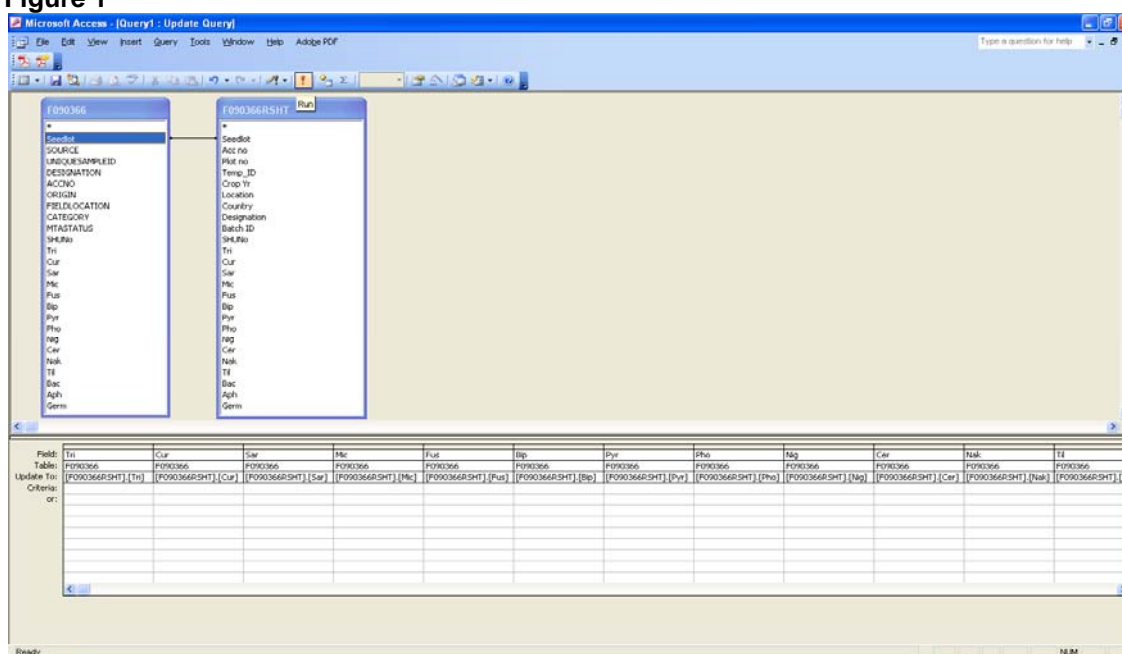 Figure 1
Microsoft Access - [Query1 : Update Query]
File Edit View Insert Query Tools Window Help Adobe PDF
Type a question for help
Run
F090366
*
Seedlot
SOURCE
UNIQUESAMPLEID
DESIGNATION
ACCNO
ORIGIN
FIELDLOCATION
CATEGORY
MTASTATUS
SHUNo
Tri
Cur
Sar
Mic
Fus
Bip
Pyr
Pho
Nig
Cer
Nak
Til
Bac
Aph
Germ
F090366RSHT
*
Seedlot
Acc no
Plot no
Temp_ID
Crop Yr
Location
Country
Designation
Batch ID
SHUNo
Tri
Cur
Sar
Mic
Fus
Bip
Pyr
Pho
Nig
Cer
Nak
Til
Bac
Aph
Germ
Field: Tri Cur Sar Mic Fus Bip Pyr Pho Nig Cer Nak Til
Table: F090366 F090366 F090366 F090366 F090366 F090366 F090366 F090366 F090366 F090366 F090366 F090366
Update To: [F090366RSHT].[Tri] [F090366RSHT].[Cur] [F090366RSHT].[Sar] [F090366RSHT].[Mic] [F090366RSHT].[Fus] [F090366RSHT].[Bip] [F090366RSHT].[Pyr] [F090366RSHT].[Pho] [F090366RSHT].[Nig] [F090366RSHT].[Cer] [F090366RSHT].[Nak] [F090366RSHT].[
Criteria:
or:
Ready
NUM